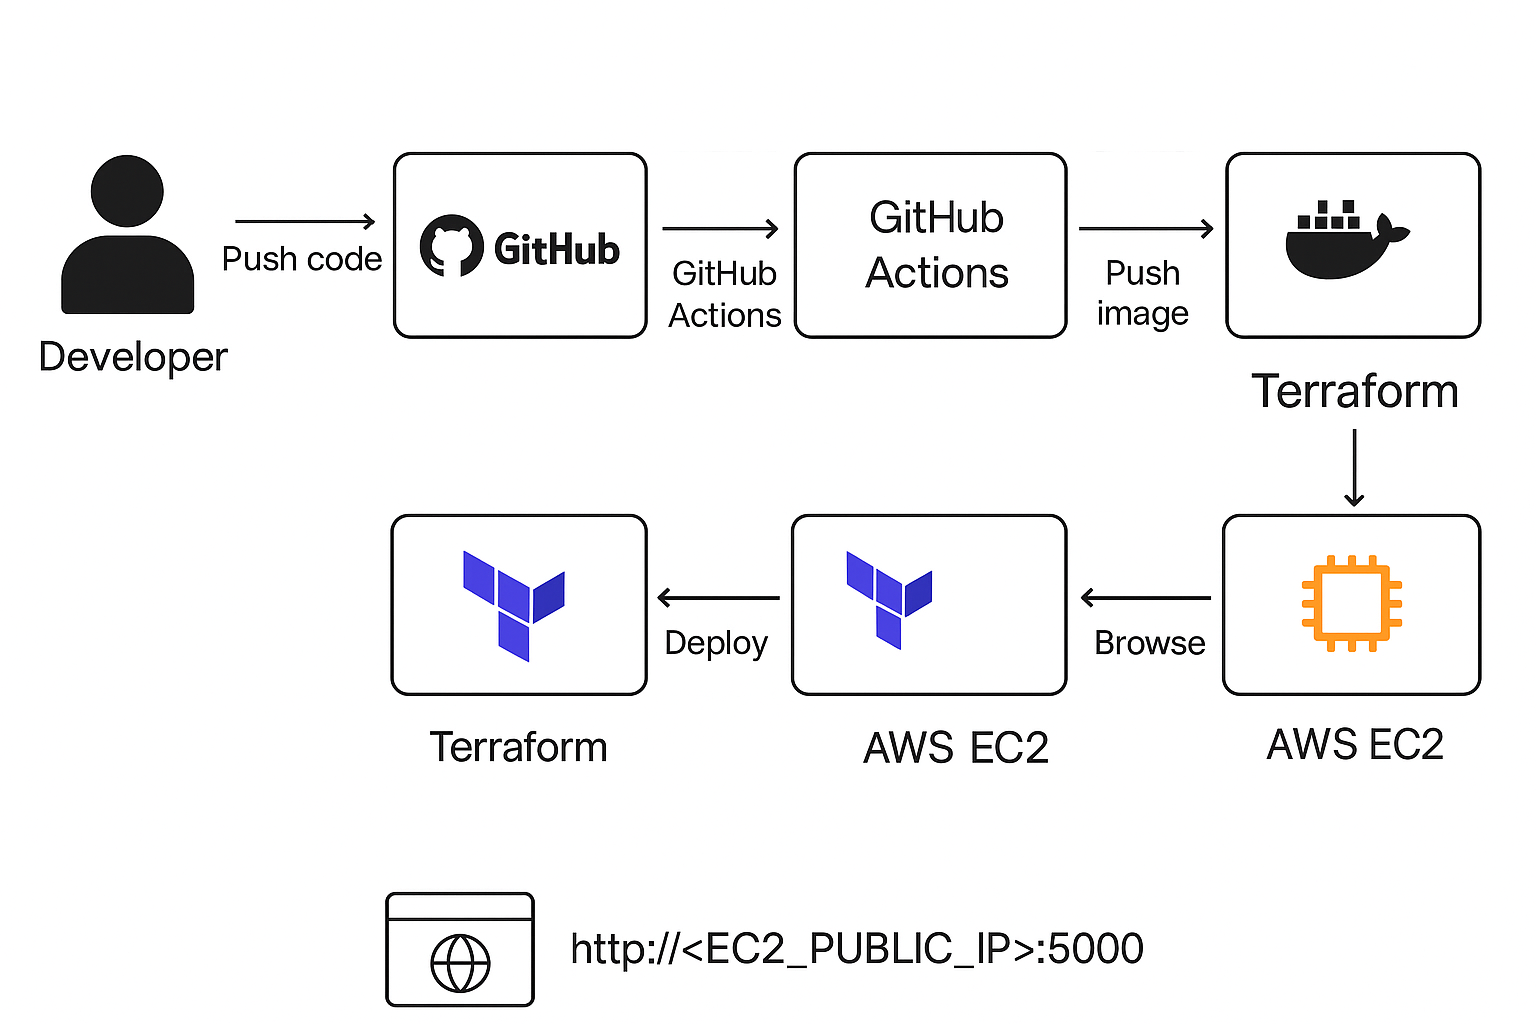 Developer
Push code
GitHub
GitHub
Actions
GitHub
Actions
Push
image
Terraform
Terraform
Deploy
AWS EC2
Browse
AWS EC2
http://<EC2_PUBLIC_IP>:5000